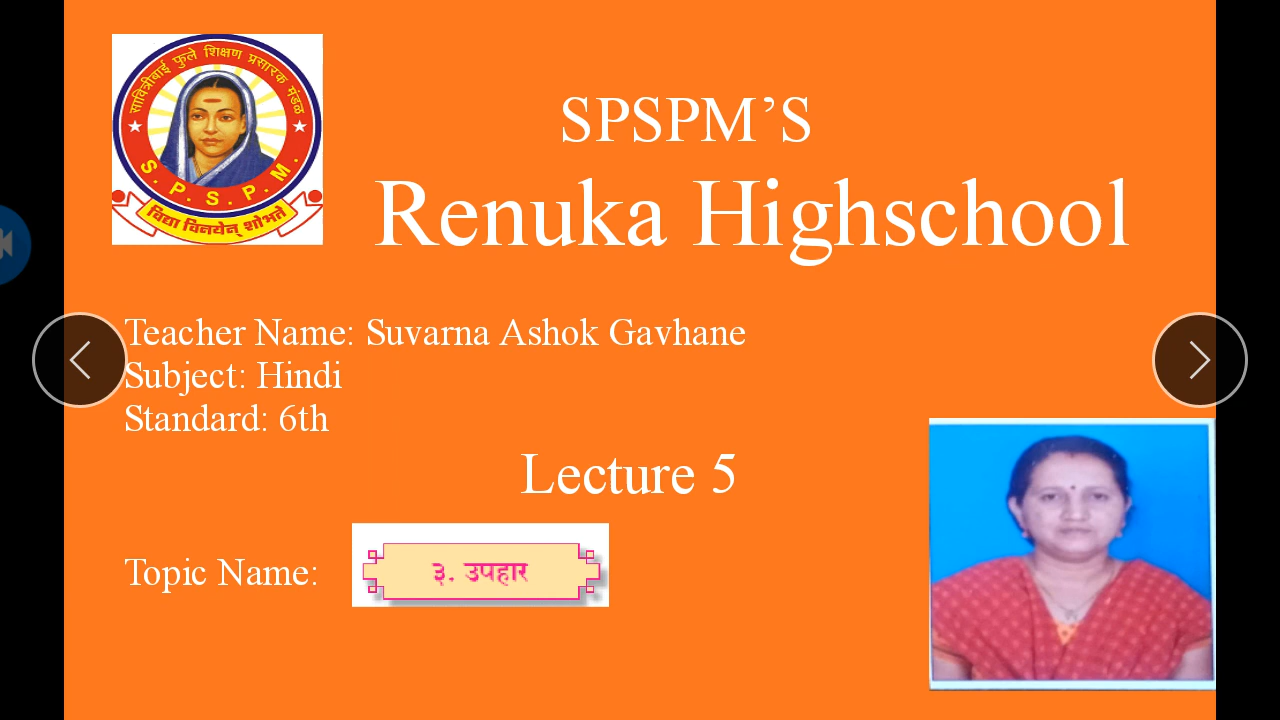 सावित्रीबाई फुले शिक्षण प्रसारक मंडळ
S.P.S.P.M.
विद्या विनयेन् शोभते
SPSPM’S
Renuka Highschool
Teacher Name: Suvarna Ashok Gavhane
Subject: Hindi
Standard: 6th
Lecture 5
Topic Name:
३. उपहार